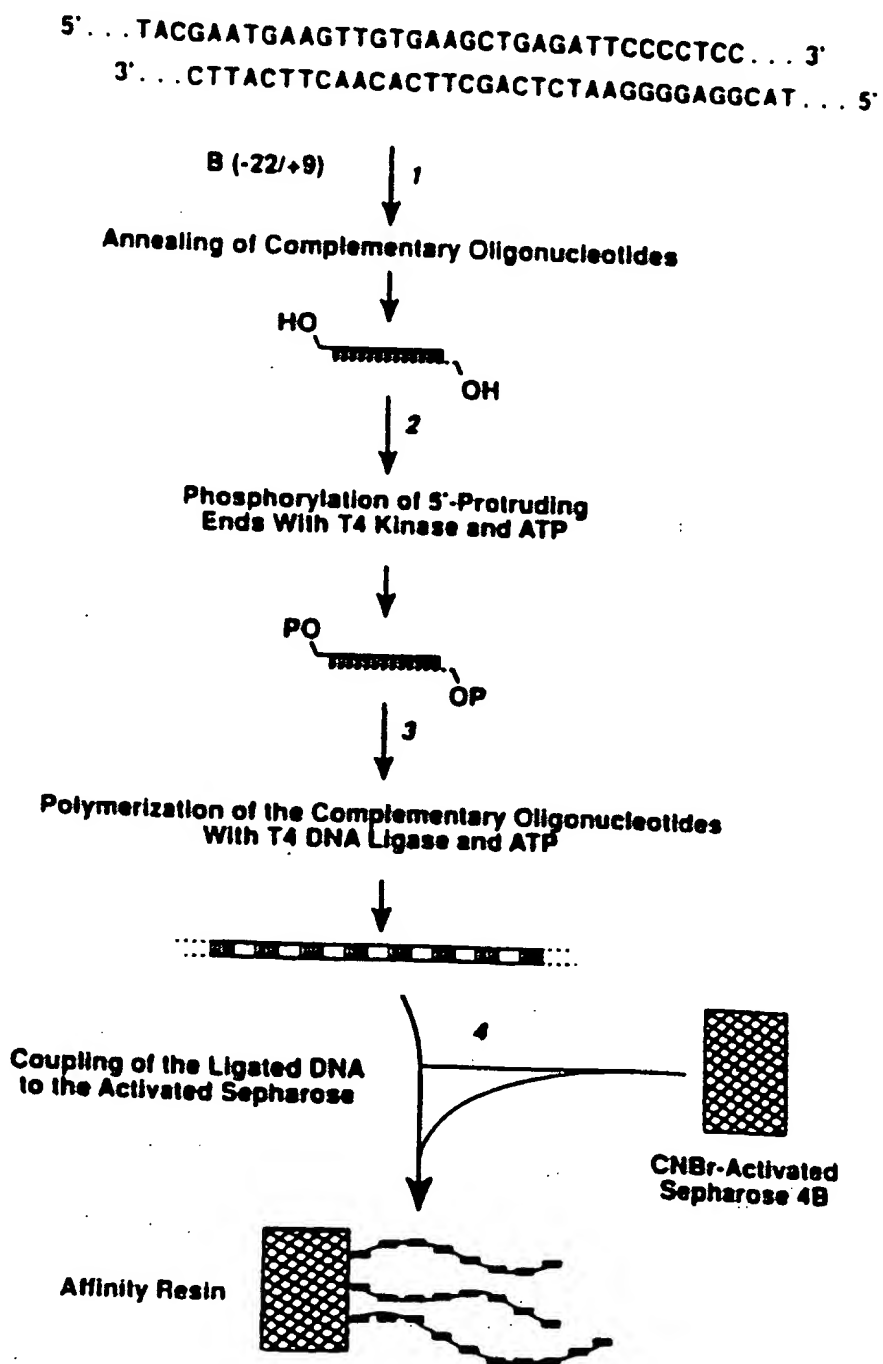 5'...TACGAATGAAGTTGTGAAGCTGAGATTCCCCTCC...3'
3'...CTTACTTCAACACTTCGACTCTAAGGGGAGGCAT...5'
B (-22/+9)
1
Annealing of Complementary Oligonucleotides
HO
OH
2
Phosphorylation of 5'-Protruding
Ends With T4 Kinase and ATP
PO
OP
3
Polymerization of the Complementary Oligonucleotides
With T4 DNA Ligase and ATP
4
Coupling of the Ligated DNA
to the Activated Sepharose
CNBr-Activated
Sepharose 4B
Affinity Resin